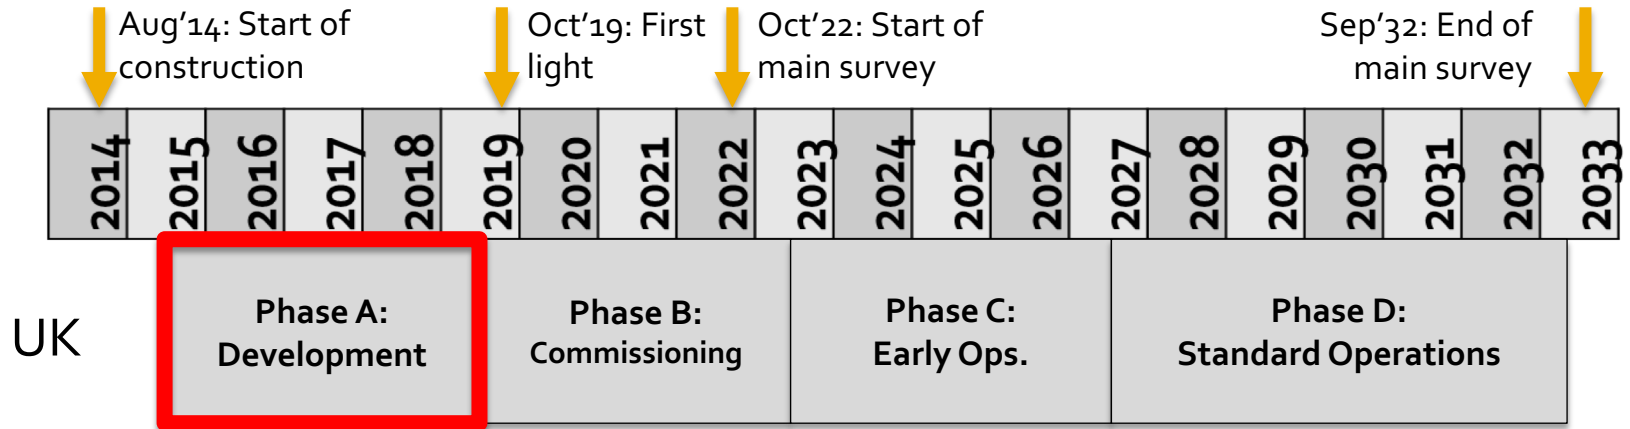 Aug'14: Start of
construction
Oct'19: First
light
Oct'22: Start of
main survey
Sep'32: End of
main survey
2014
2015
2016
2017
2018
2019
2020
2021
2022
2023
2024
2025
2026
2027
2028
2029
2030
2031
2032
2033
UK
Phase A:
Development
Phase B:
Commissioning
Phase C:
Early Ops.
Phase D:
Standard Operations